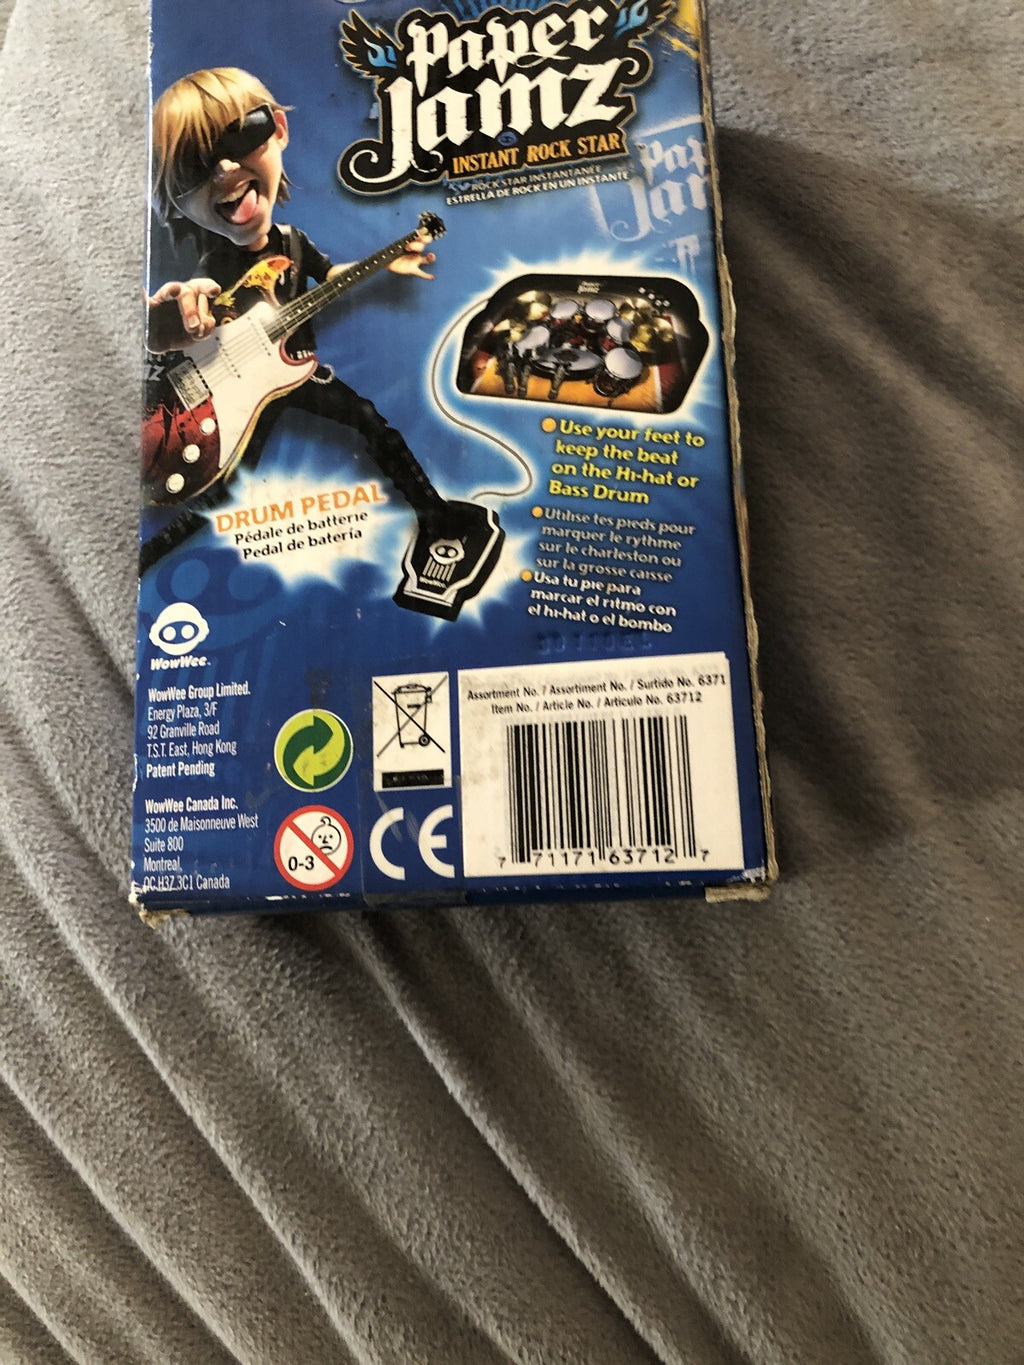 Paper
Jamz
INSTANT ROCK STAR
ROCK STAR INSTANTANÉE
ESTRELLA DE ROCK EN UN INSTANTE
Use your feet to
keep the beat
on the Hi-hat or
Bass Drum
Utilise tes pieds pour
marquer le rythme
sur le charleston ou
sur la grosse caisse
Usa tu pie para
marcar el ritmo con
el hi-hat o el bombo
DRUM PEDAL
Pédale de batterie
Pedal de batería
WowWee
WowWee
WowWee Group Limited.
Energy Plaza, 3/F
92 Granville Road
T.S.T. East, Hong Kong
Patent Pending
WowWee Canada Inc.
3500 de Maisonneuve West
Suite 800
Montreal,
QC H3Z 3C1 Canada
0-3
CE
Assortment No. / Assortiment No. / Surtido No. 6371
Item No. / Article No. / Articulo No. 63712
7 71171 63712 7